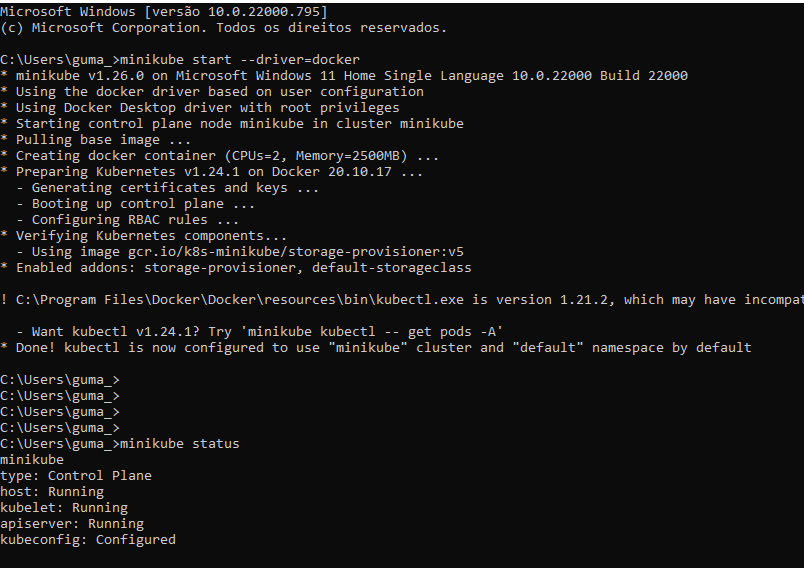 Microsoft Windows [versão 10.0.22000.795]
(c) Microsoft Corporation. Todos os direitos reservados.
C:\Users\guma_>minikube start --driver=docker
* minikube v1.26.0 on Microsoft Windows 11 Home Single Language 10.0.22000 Build 22000
* Using the docker driver based on user configuration
* Using Docker Desktop driver with root privileges
* Starting control plane node minikube in cluster minikube
* Pulling base image ...
* Creating docker container (CPUs=2, Memory=2500MB) ...
* Preparing Kubernetes v1.24.1 on Docker 20.10.17 ...
  - Generating certificates and keys ...
  - Booting up control plane ...
  - Configuring RBAC rules ...
* Verifying Kubernetes components...
  - Using image gcr.io/k8s-minikube/storage-provisioner:v5
* Enabled addons: storage-provisioner, default-storageclass
! C:\Program Files\Docker\Docker\resources\bin\kubectl.exe is version 1.21.2, which may have incompat
  - Want kubectl v1.24.1? Try 'minikube kubectl -- get pods -A'
* Done! kubectl is now configured to use "minikube" cluster and "default" namespace by default
C:\Users\guma_>
C:\Users\guma_>
C:\Users\guma_>
C:\Users\guma_>
C:\Users\guma_>minikube status
minikube
type: Control Plane
host: Running
kubelet: Running
apiserver: Running
kubeconfig: Configured